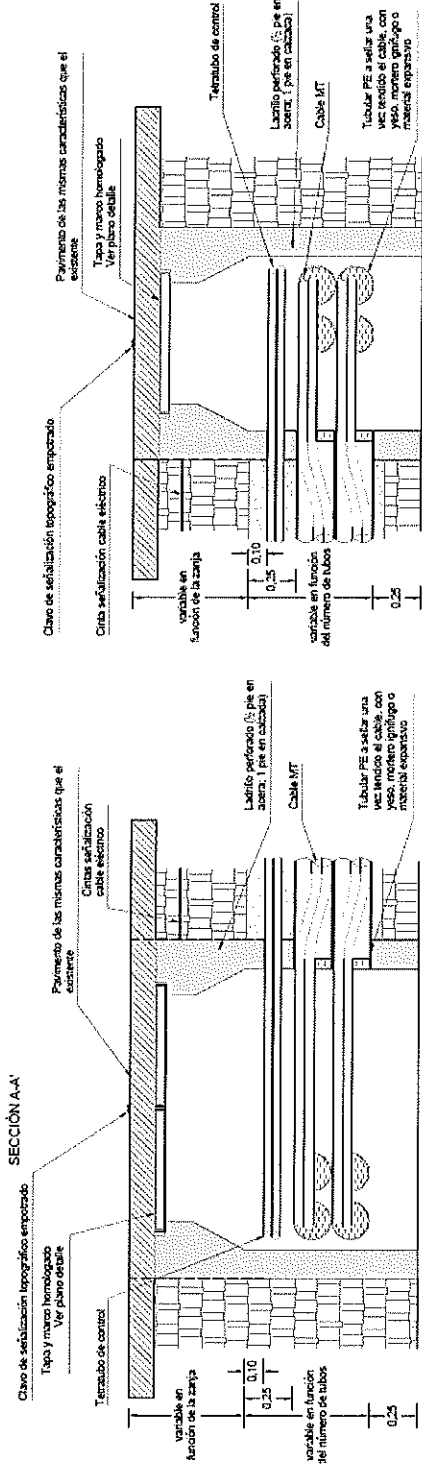 SECCIÓN A-A'
Clavo de señalización topográfico empotrado
Tapa y marco homologado
Ver plano detalle
Tetratubo de control
Pavimento de las mismas características que el
existente
Cintas señalización
cable eléctrico
Ladrillo perforado (½ pie en
acera; 1 pie en calzada)
Cable MT
Tubular PE a sellar una
vez tendido el cable, con
yeso, mortero ignífugo o
material expansivo
variable en
función de la zanja
0,10
0,25
variable en función
del número de tubos
0,25
Clavo de señalización topográfico empotrado
Cinta señalización cable eléctrico
Pavimento de las mismas características que el
existente
Tapa y marco homologado
Ver plano detalle
Tetratubo de control
Ladrillo perforado (½ pie en
acera; 1 pie en calzada)
Cable MT
Tubular PE a sellar una
vez tendido el cable, con
yeso, mortero ignífugo o
material expansivo
variable en
función de la zanja
0,10
0,25
variable en función
del número de tubos
0,25